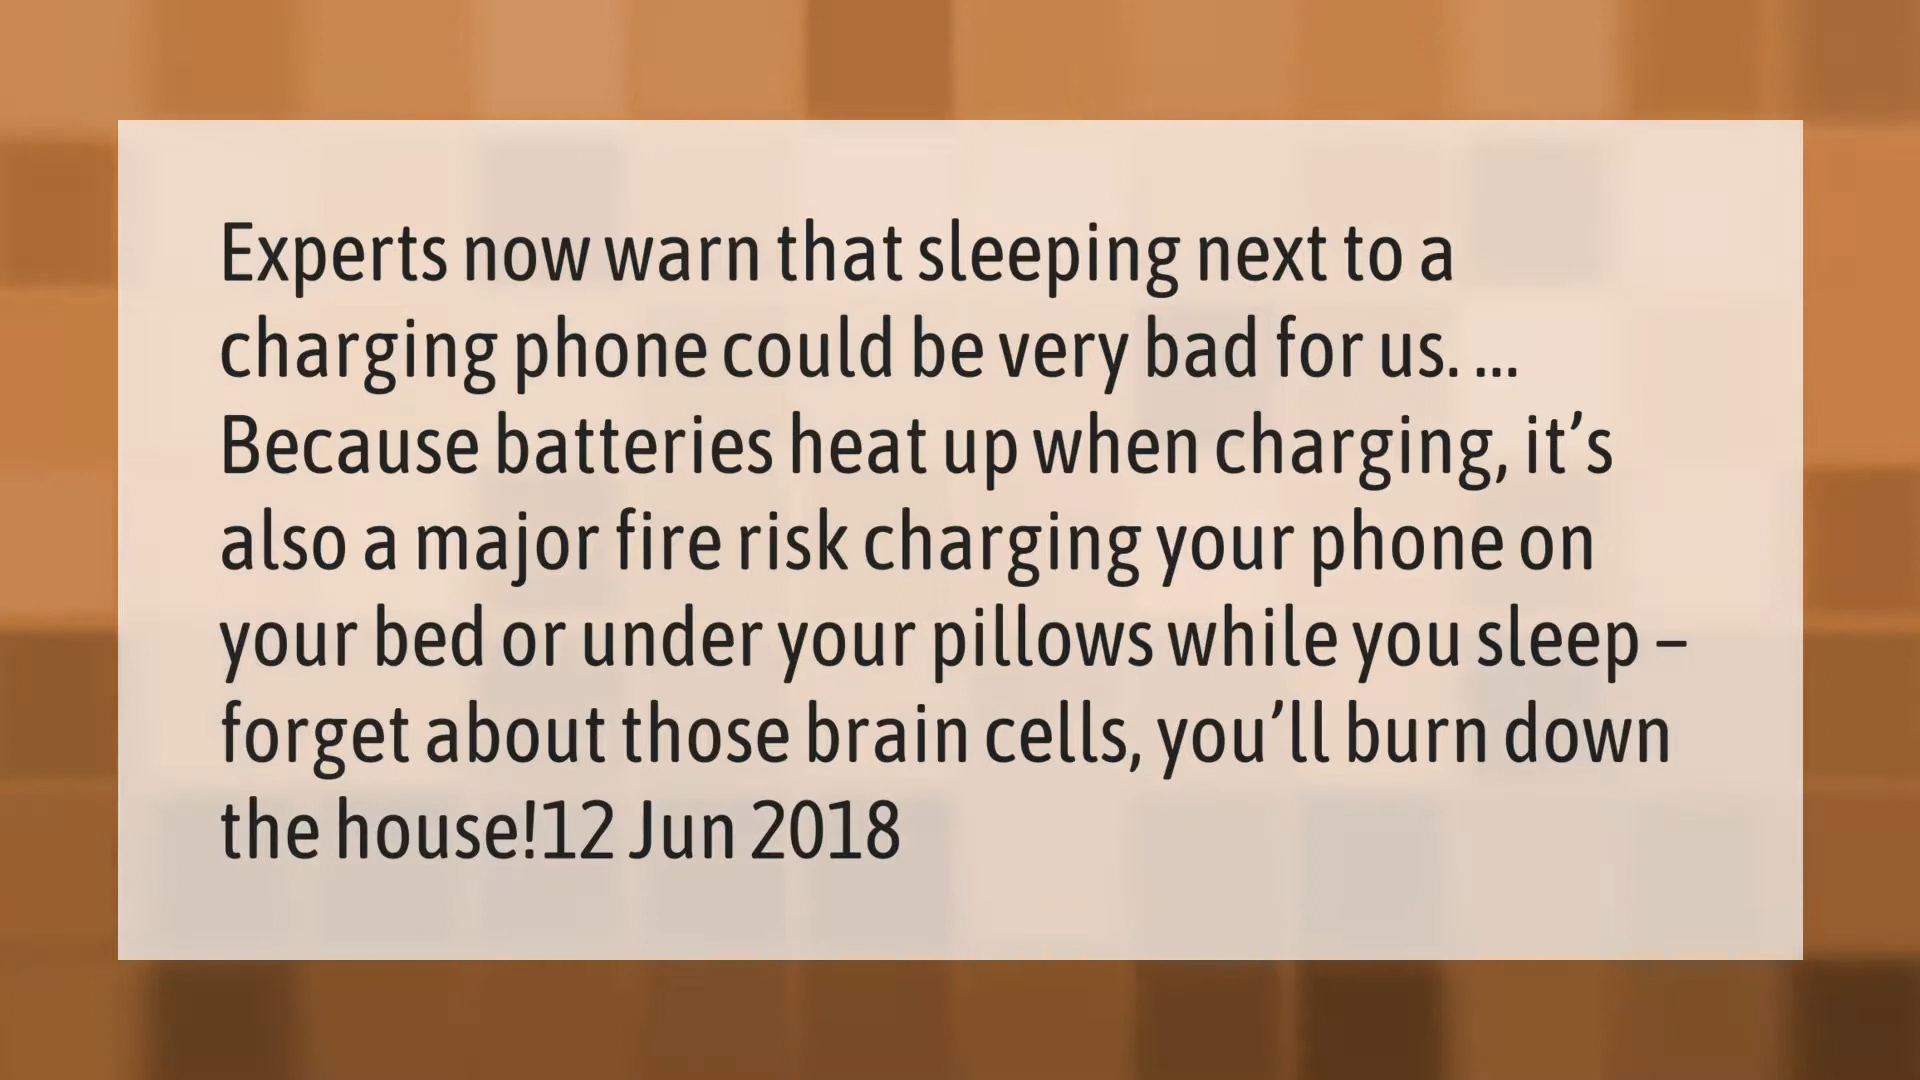 Experts now warn that sleeping next to a
charging phone could be very bad for us. ...
Because batteries heat up when charging, it’s
also a major fire risk charging your phone on
your bed or under your pillows while you sleep –
forget about those brain cells, you’ll burn down
the house!12 Jun 2018